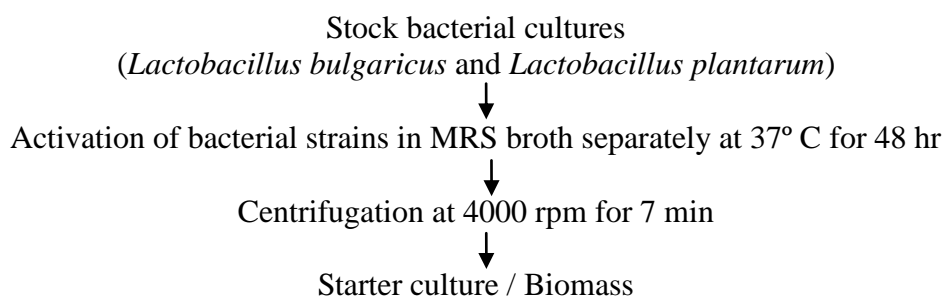 Stock bacterial cultures
(Lactobacillus bulgaricus and Lactobacillus plantarum)
Activation of bacterial strains in MRS broth separately at 37º C for 48 hr
Centrifugation at 4000 rpm for 7 min
Starter culture / Biomass